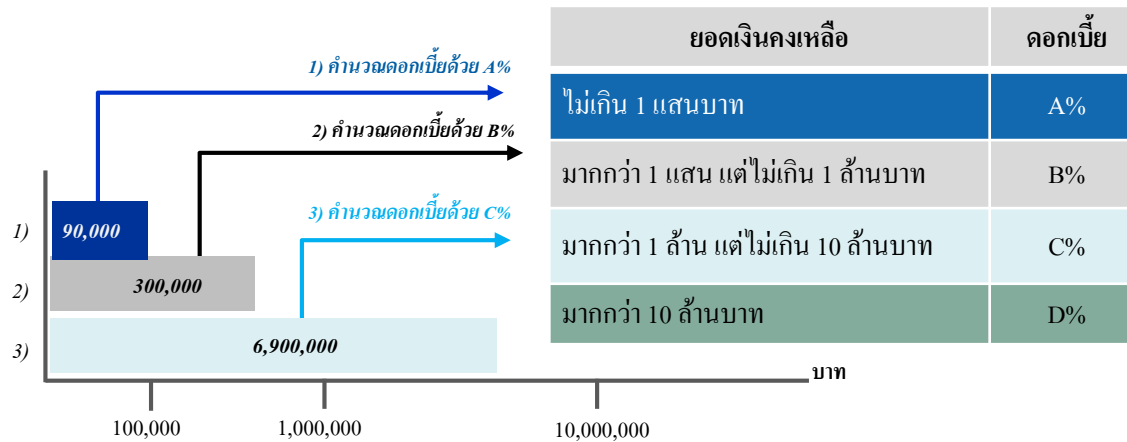 1) คำนวณดอกเบี้ยด้วย A%
2) คำนวณดอกเบี้ยด้วย B%
3) คำนวณดอกเบี้ยด้วย C%
1) 90,000
2) 300,000
3) 6,900,000
บาท
100,000 1,000,000 10,000,000
ยอดเงินคงเหลือ ดอกเบี้ย
ไม่เกิน 1 แสนบาท A%
มากกว่า 1 แสน แต่ไม่เกิน 1 ล้านบาท B%
มากกว่า 1 ล้าน แต่ไม่เกิน 10 ล้านบาท C%
มากกว่า 10 ล้านบาท D%